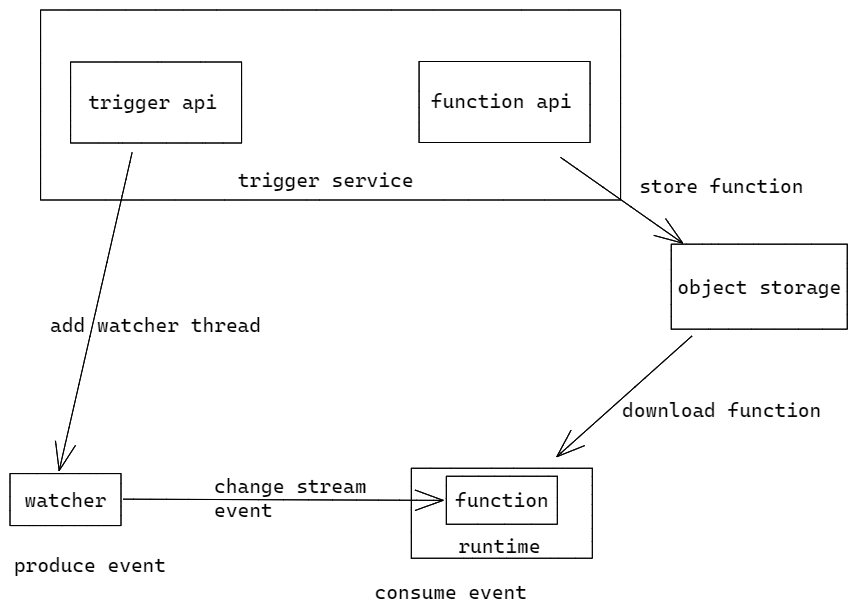 trigger api
function api
trigger service
store function
object storage
add watcher thread
download function
change stream
event
watcher
function
runtime
produce event
consume event